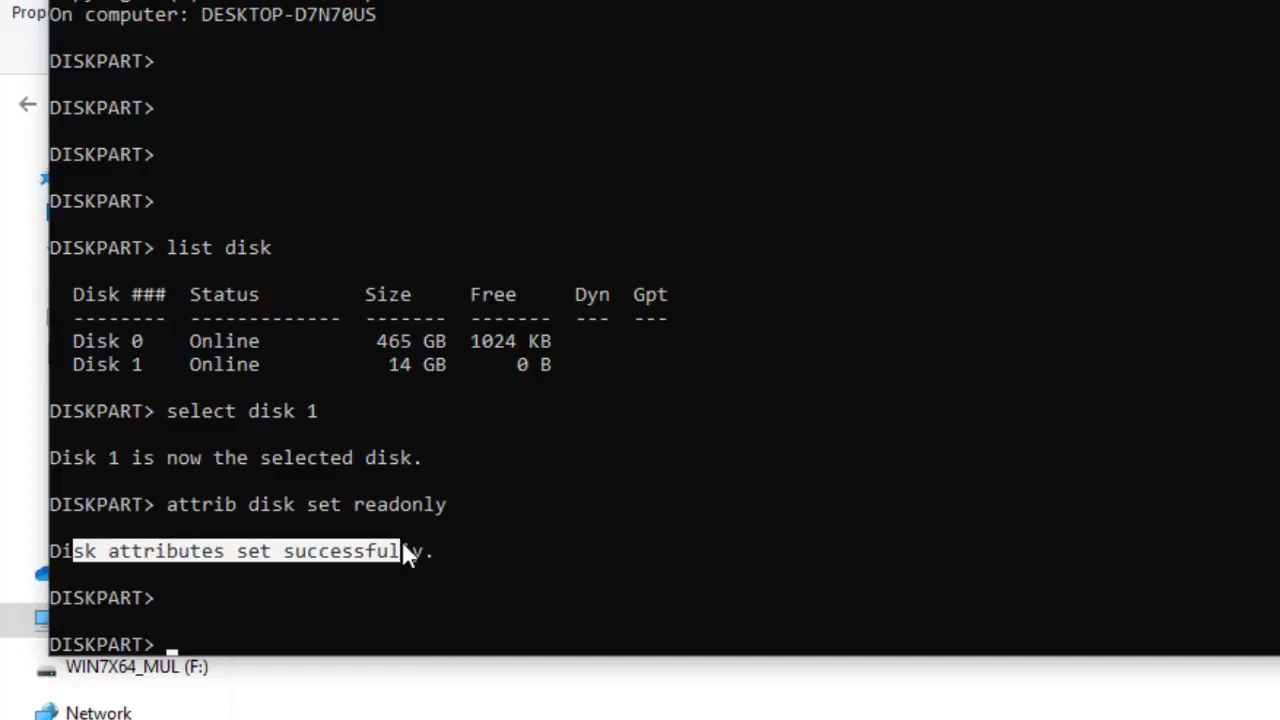 Prop
On computer: DESKTOP-D7N70US
DISKPART>
DISKPART>
DISKPART>
DISKPART>
DISKPART> list disk
Disk ### Status Size Free Dyn Gpt
-------- ------------- ------- ------- --- ---
Disk 0 Online 465 GB 1024 KB
Disk 1 Online 14 GB 0 B
DISKPART> select disk 1
Disk 1 is now the selected disk.
DISKPART> attrib disk set readonly
Disk attributes set successfully.
DISKPART>
DISKPART> _
WIN7X64_MUL (F:)
Network